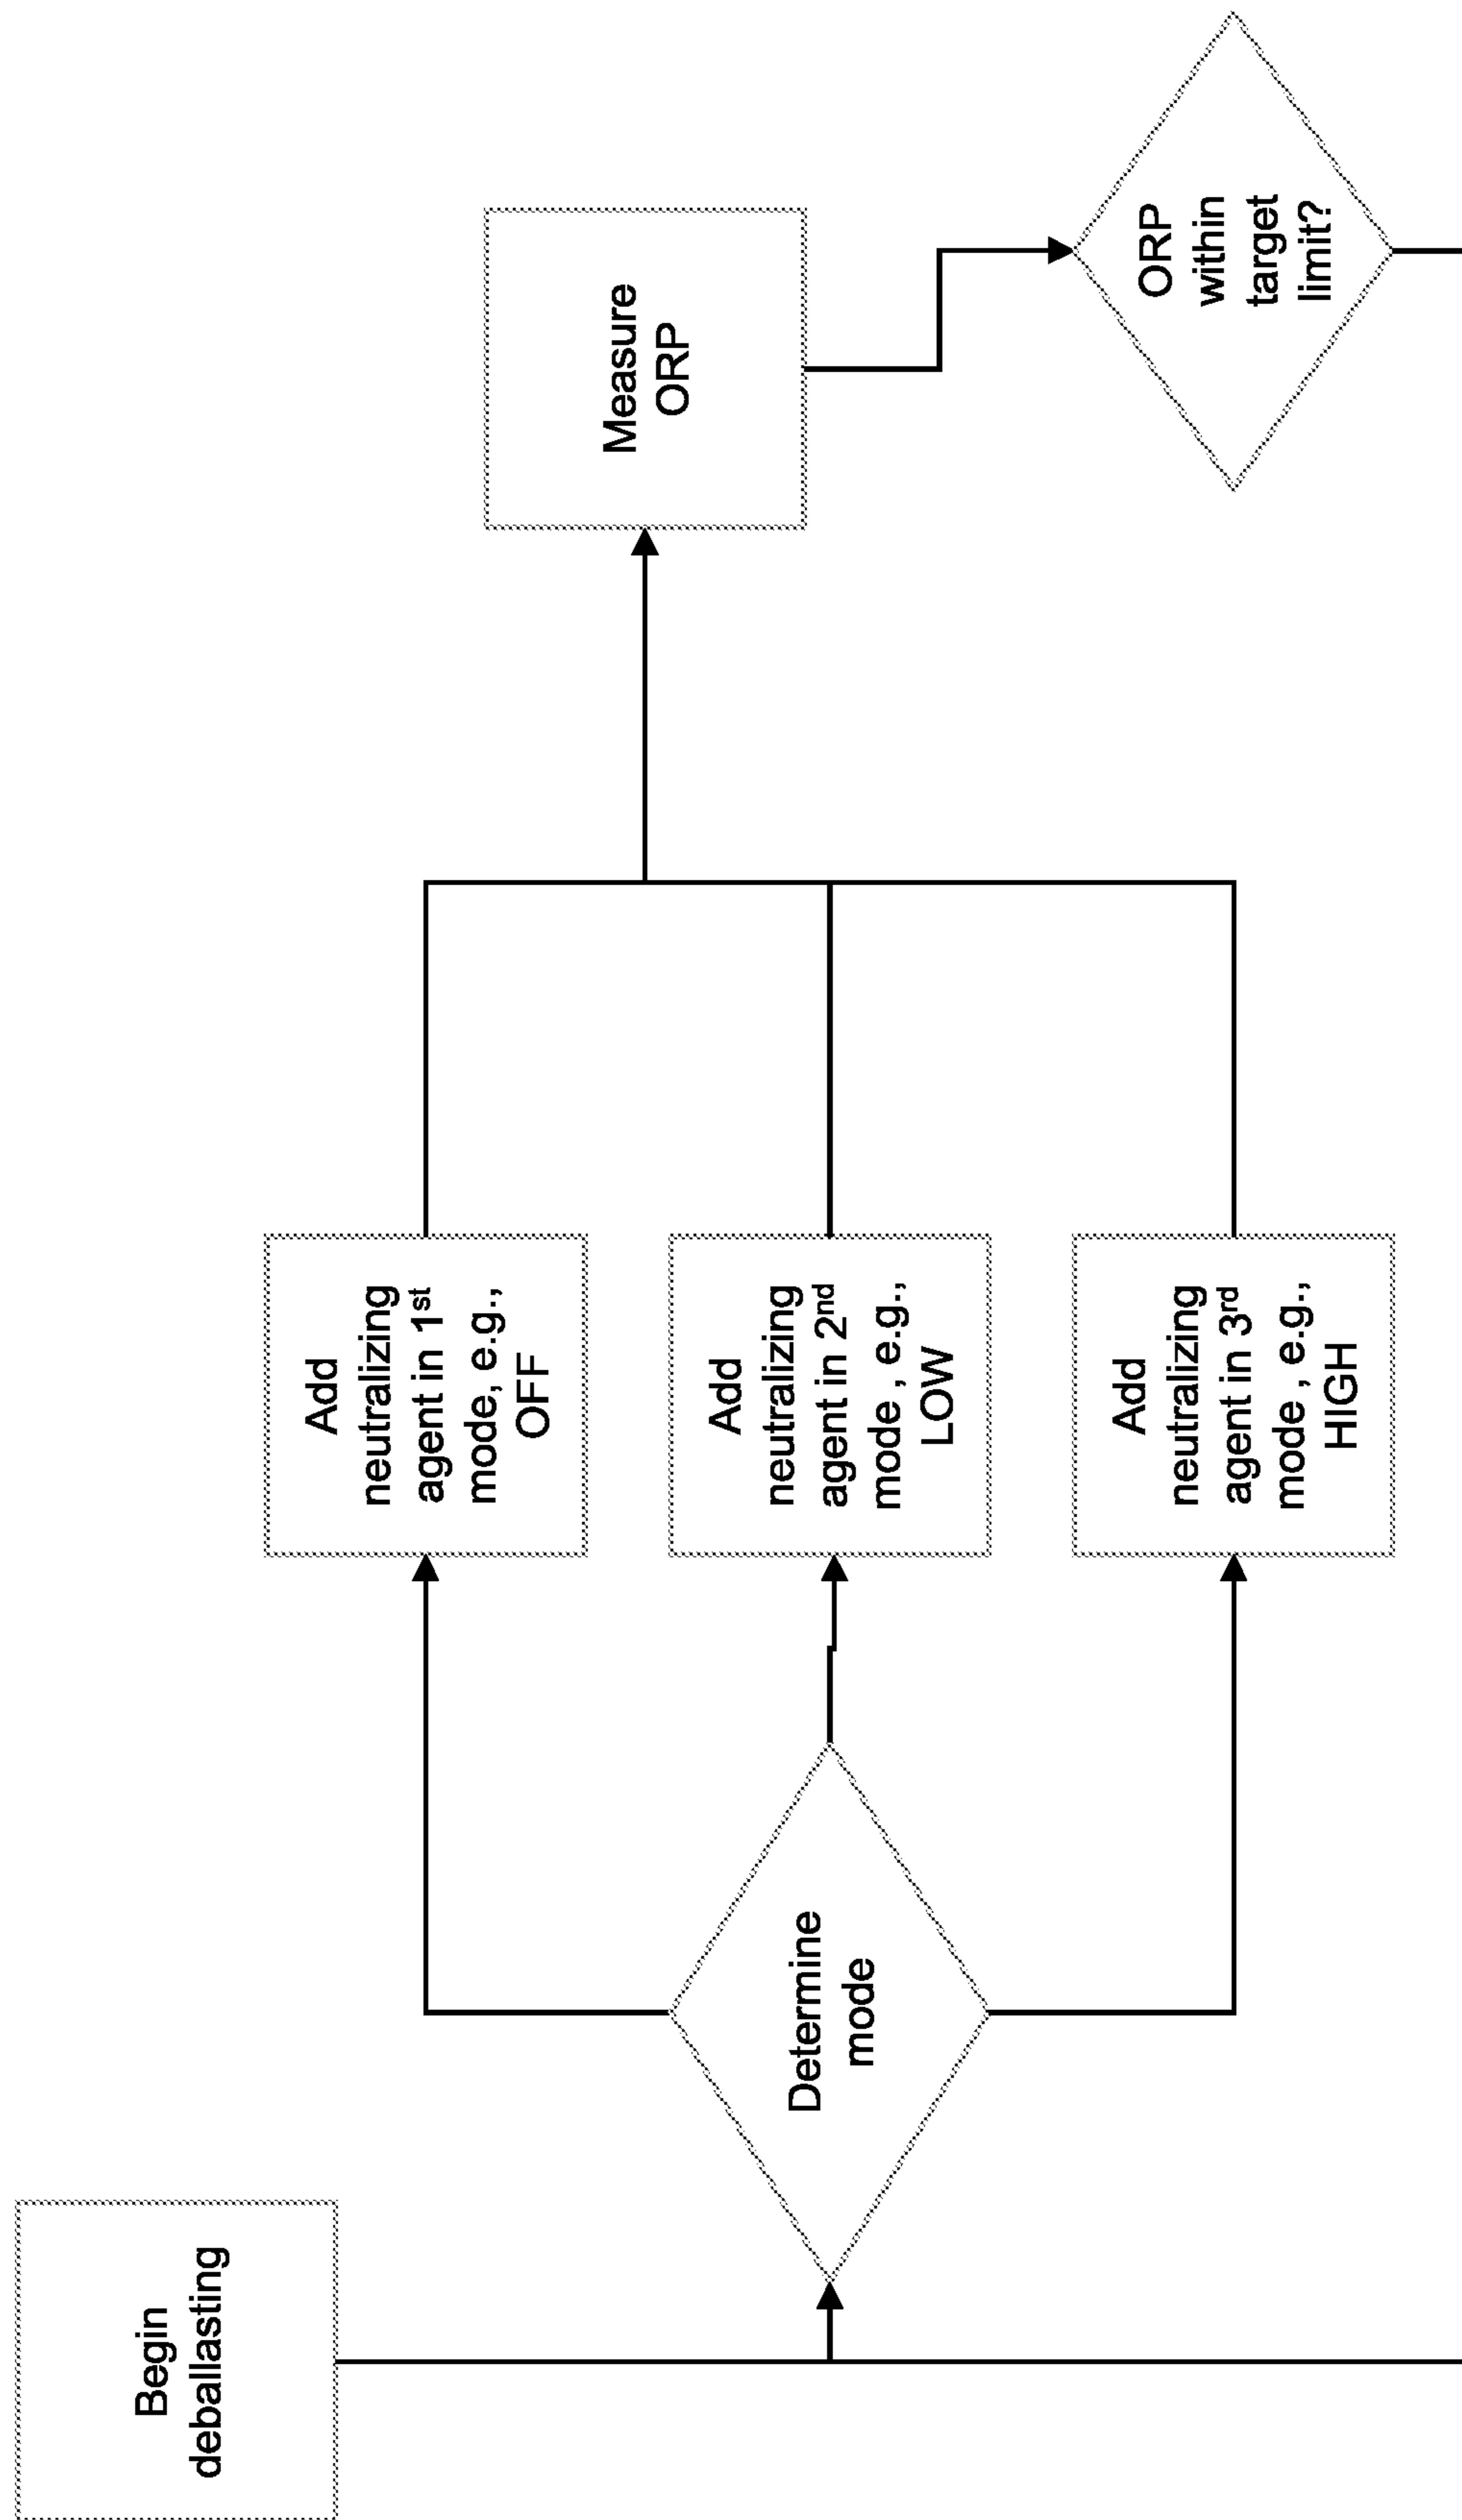 Begin
deballasting
Determine
mode
Add
neutralizing
agent in 1st
mode, e.g.,
OFF
Add
neutralizing
agent in 2nd
mode , e.g.,
LOW
Add
neutralizing
agent in 3rd
mode , e.g.,
HIGH
Measure
ORP
ORP
within
target
limit?